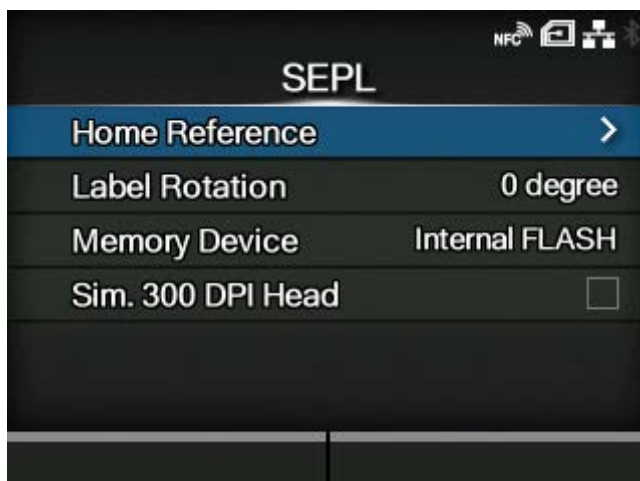 NFC
SEPL
Home Reference
Label Rotation 0 degree
Memory Device Internal FLASH
Sim. 300 DPI Head